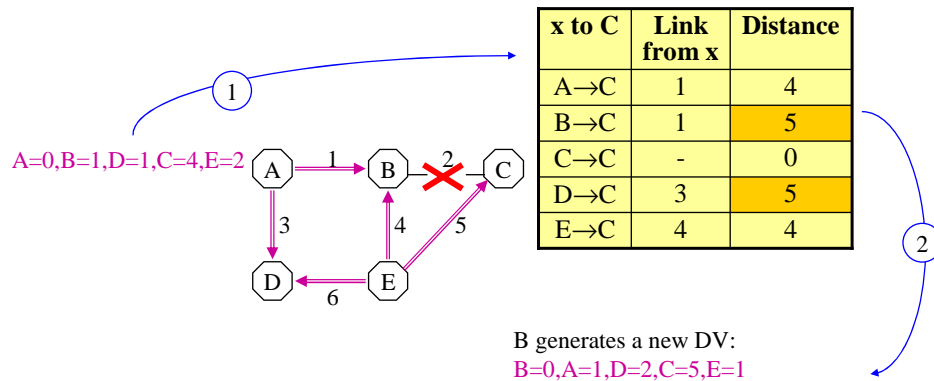 x to C Link from x Distance
A→C 1 4
B→C 1 5
C→C - 0
D→C 3 5
E→C 4 4
1
A=0,B=1,D=1,C=4,E=2
A 1 B 2 C
3 4 5
D 6 E
2
B generates a new DV:
B=0,A=1,D=2,C=5,E=1